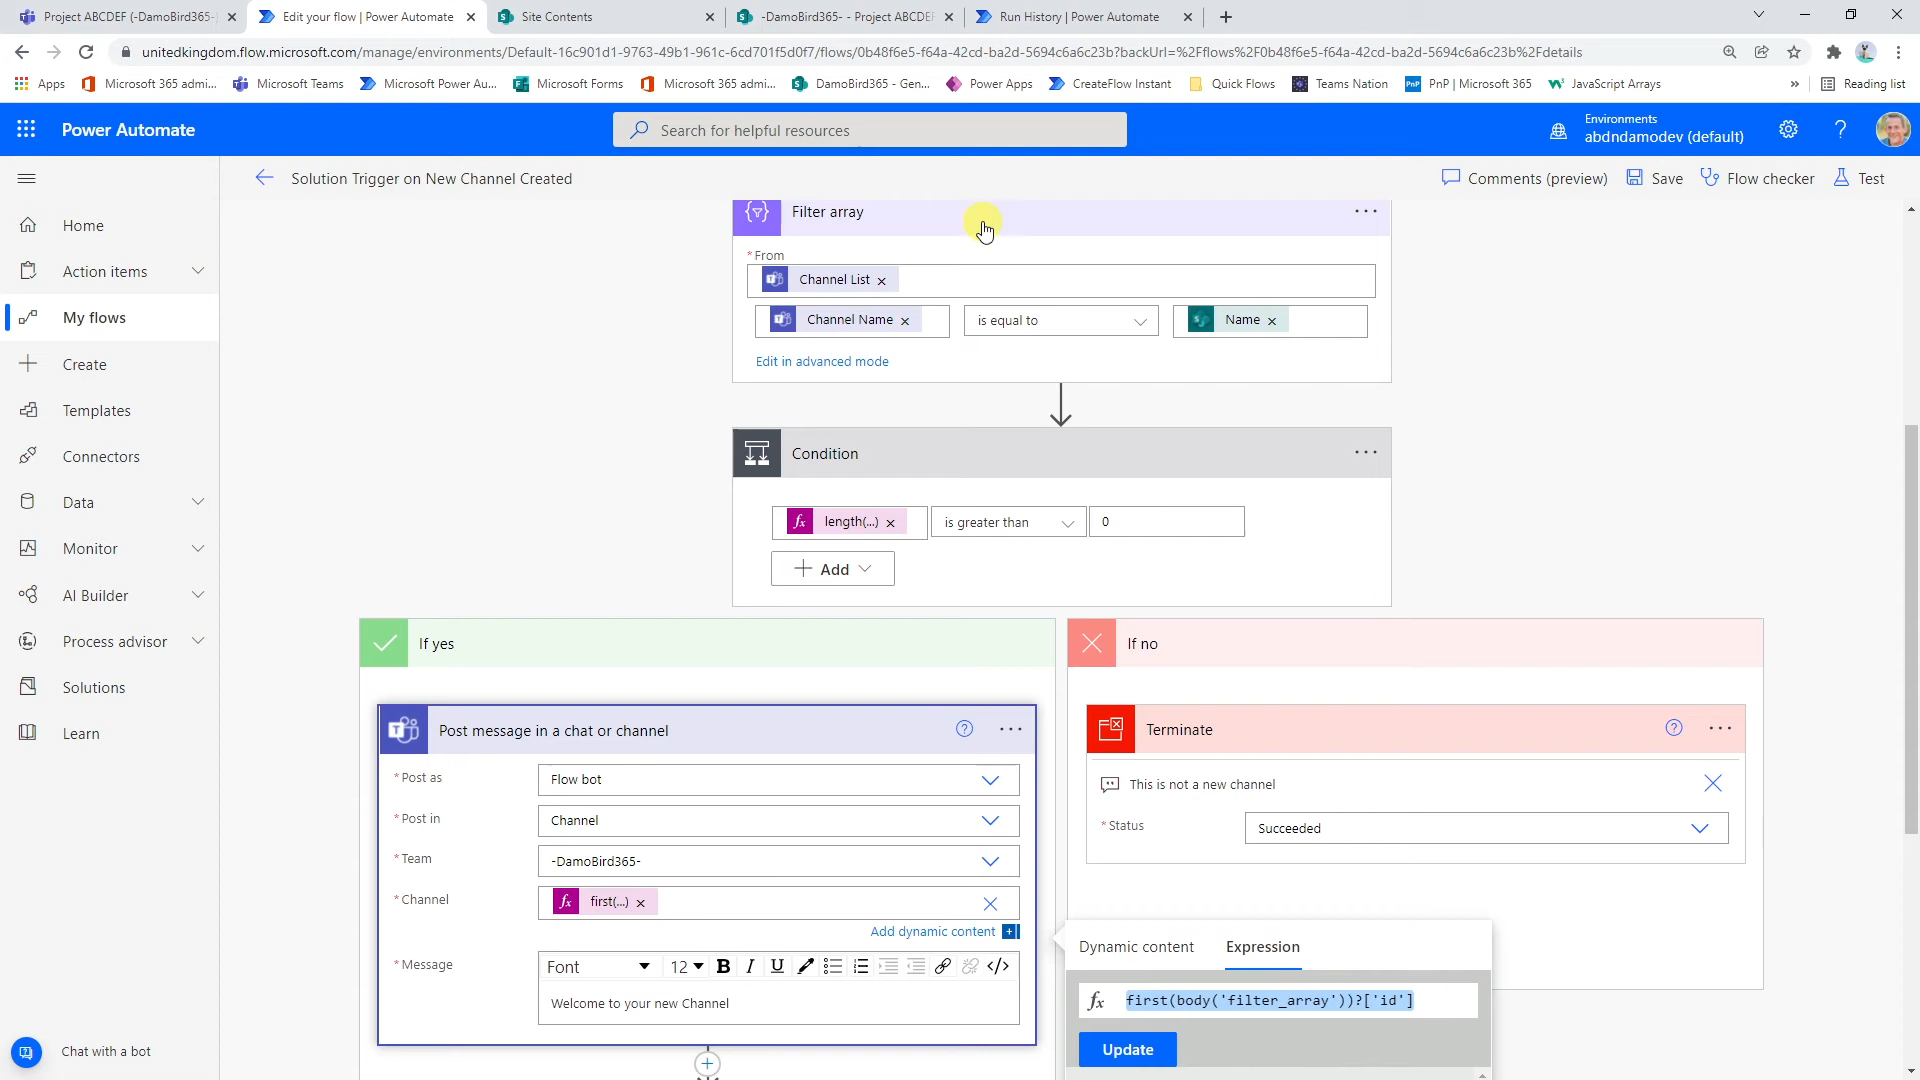 Project ABCDEF (-DamoBird365-
Edit your flow | Power Automate
Site Contents
-DamoBird365- - Project ABCDEF
Run History | Power Automate
unitedkingdom.flow.microsoft.com/manage/environments/Default-16c901d1-9763-49b1-961c-6cd701f5d0f7/flows/0b48f6e5-f64a-42cd-ba2d-5694c6a6c23b?backUrl=%2Fflows%2F0b48f6e5-f64a-42cd-ba2d-5694c6a6c23b%2Fdetails
Apps
Microsoft 365 admi...
Microsoft Teams
Microsoft Power Au...
Microsoft Forms
Microsoft 365 admi...
DamoBird365 - Gen...
Power Apps
CreateFlow Instant
Quick Flows
Teams Nation
PnP | Microsoft 365
JavaScript Arrays
»
Reading list
Power Automate
Search for helpful resources
Environments
abdndamodev (default)
Solution Trigger on New Channel Created
Comments (preview)
Save
Flow checker
Test
Home
Action items
My flows
Create
Templates
Connectors
Data
Monitor
AI Builder
Process advisor
Solutions
Learn
Chat with a bot
Filter array
* From
Channel List ×
Channel Name ×
is equal to
Name ×
Edit in advanced mode
Condition
fx length(...) ×
is greater than
0
+ Add
If yes
If no
Post message in a chat or channel
* Post as
Flow bot
* Post in
Channel
* Team
-DamoBird365-
* Channel
fx first(...) ×
Add dynamic content +
* Message
Font
12
B I U </>
Welcome to your new Channel
Terminate
This is not a new channel
* Status
Succeeded
Dynamic content
Expression
fx first(body('filter_array'))?['id']
Update